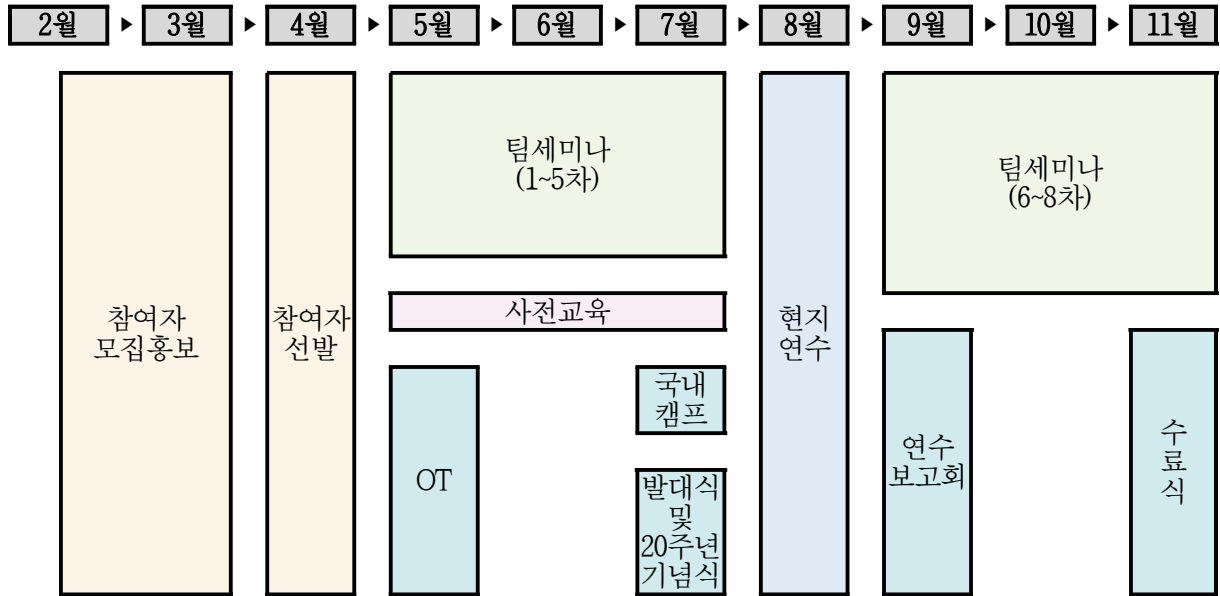 2월 ▶ 3월 ▶ 4월 ▶ 5월 ▶ 6월 ▶ 7월 ▶ 8월 ▶ 9월 ▶ 10월 ▶ 11월
참여자
모집홍보
참여자
선발
팀세미나
(1~5차)
사전교육
OT
국내
캠프
발대식
및
20주년
기념식
현지
연수
팀세미나
(6~8차)
연수
보고회
수
료
식